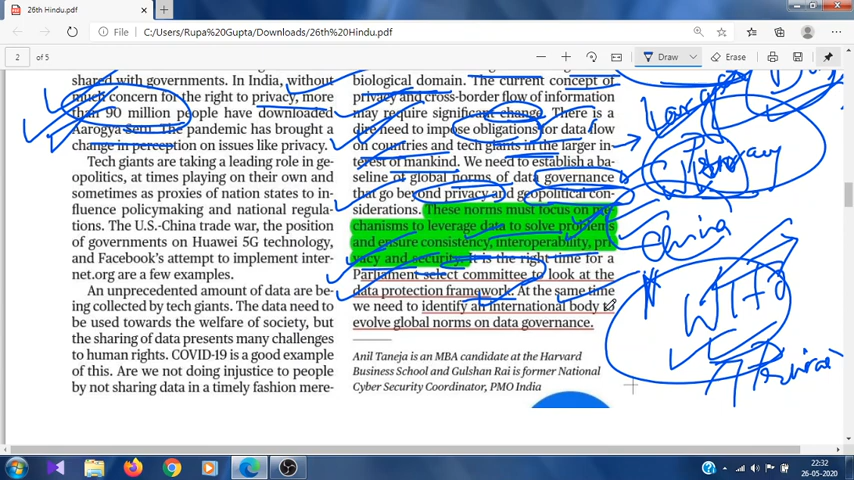 26th Hindu.pdf
File
C:/Users/Rupa%20Gupta/Downloads/26th%20Hindu.pdf
2
of 5
Draw
Erase
shared with governments. In India, without
much concern for the right to privacy, more
than 90 million people have downloaded
Aarogya Setu. The pandemic has brought a
change in perception on issues like privacy.
Tech giants are taking a leading role in ge-
opolitics, at times playing on their own and
sometimes as proxies of nation states to in-
fluence policymaking and national regula-
tions. The U.S.-China trade war, the position
of governments on Huawei 5G technology,
and Facebook's attempt to implement inter-
net.org are a few examples.
An unprecedented amount of data are be-
ing collected by tech giants. The data need to
be used towards the welfare of society, but
the sharing of data presents many challenges
to human rights. COVID-19 is a good example
of this. Are we not doing injustice to people
by not sharing data in a timely fashion mere-
biological domain. The current concept of
privacy and cross-border flow of information
may require significant change. There is a
dire need to impose obligations for data flow
on countries and tech giants in the larger in-
terest of mankind. We need to establish a ba-
seline of global norms of data governance
that go beyond privacy and geopolitical con-
siderations. These norms must focus on me-
chanisms to leverage data to solve problems
and ensure consistency, interoperability, pri
vacy and security. It is the right time for a
Parliament select committee to look at the
data protection framework. At the same time
we need to identify an international body to
evolve global norms on data governance.
Anil Taneja is an MBA candidate at the Harvard
Business School and Gulshan Rai is former National
Cyber Security Coordinator, PMO India
China
22:32
26-05-2020